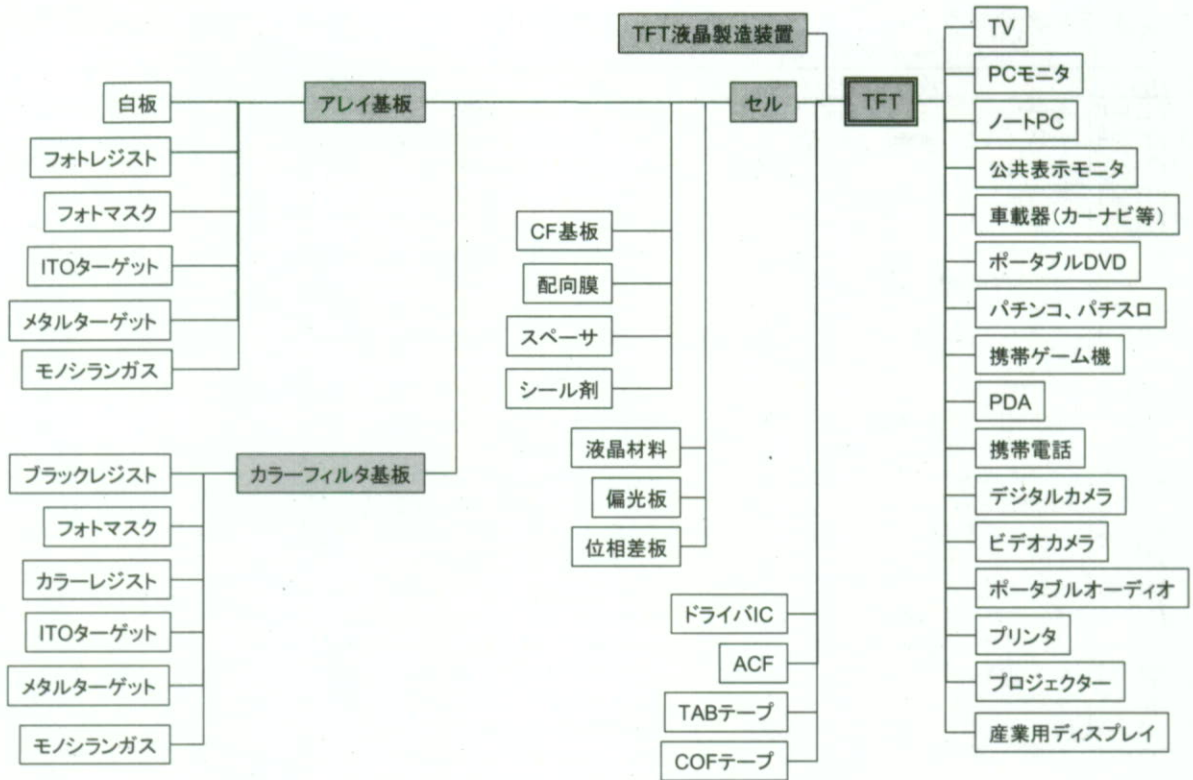 TFT液晶製造装置
白板
アレイ基板
セル
TFT
フォトレジスト
フォトマスク
ITOターゲット
メタルターゲット
モノシランガス
CF基板
配向膜
スペーサ
シール剤
ブラックレジスト
カラーフィルタ基板
フォトマスク
カラーレジスト
ITOターゲット
メタルターゲット
モノシランガス
液晶材料
偏光板
位相差板
ドライバIC
ACF
TABテープ
COFテープ
TV
PCモニタ
ノートPC
公共表示モニタ
車載器(カーナビ等)
ポータブルDVD
パチンコ、パチスロ
携帯ゲーム機
PDA
携帯電話
デジタルカメラ
ビデオカメラ
ポータブルオーディオ
プリンタ
プロジェクター
産業用ディスプレイ